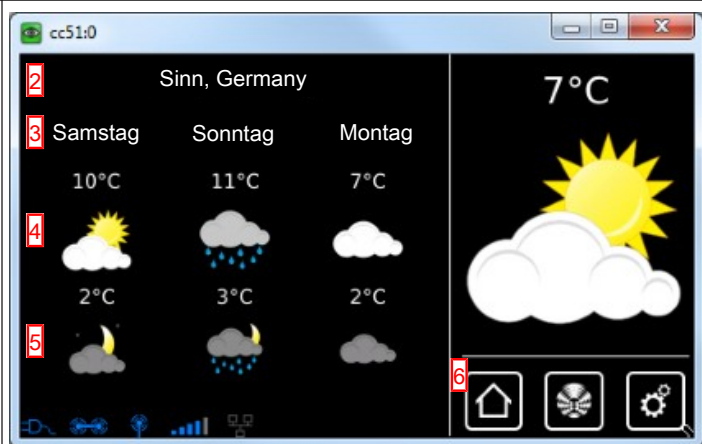 cc51:0
2 Sinn, Germany
7°C
3 Samstag Sonntag Montag
10°C 11°C 7°C
4
2°C 3°C 2°C
5
6